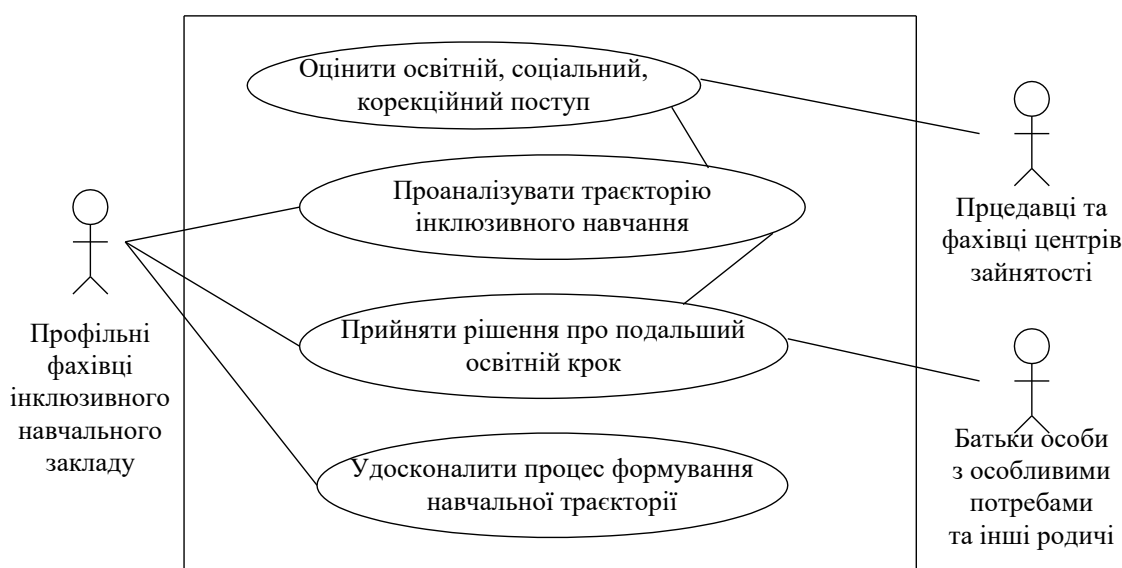 Оцінити освітній, соціальний,
корекційний поступ
Проаналізувати траєкторію
інклюзивного навчання
Прийняти рішення про подальший
освітній крок
Удосконалити процес формування
навчальної траєкторії
Профільні
фахівці
інклюзивного
навчального
закладу
Прцедавці та
фахівці центрів
зайнятості
Батьки особи
з особливими
потребами
та інші родичі